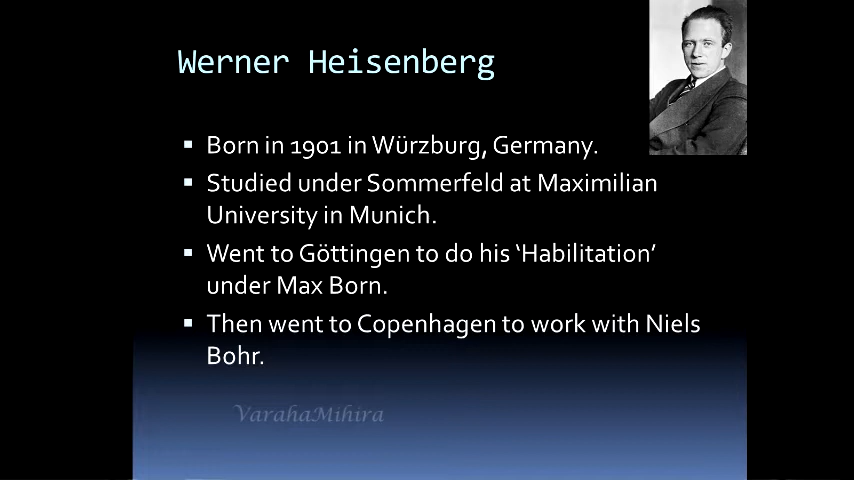 Werner Heisenberg
▪ Born in 1901 in Würzburg, Germany.
▪ Studied under Sommerfeld at Maximilian
University in Munich.
▪ Went to Göttingen to do his ‘Habilitation’
under Max Born.
▪ Then went to Copenhagen to work with Niels
Bohr.
VarahaMihira